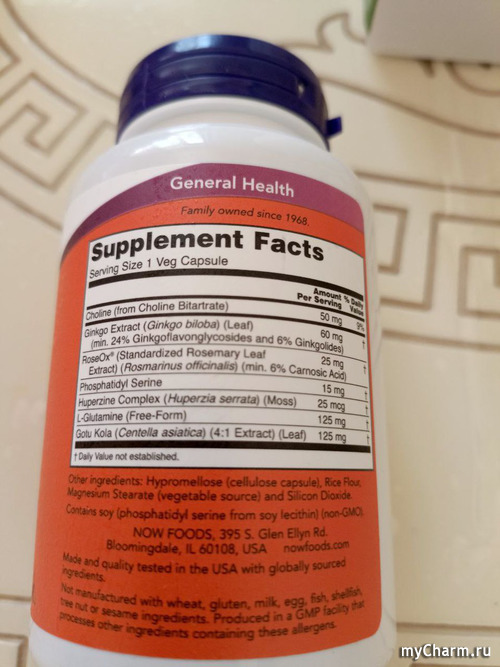 General Health
Family owned since 1968.
Supplement Facts
Serving Size 1 Veg Capsule
Amount % Daily
Per Serving Value
Choline (from Choline Bitartrate) 50 mg 9%
Ginkgo Extract (Ginkgo biloba) (Leaf) 60 mg †
(min. 24% Ginkgoflavonglycosides and 6% Ginkgolides)
RoseOx® (Standardized Rosemary Leaf 25 mg †
Extract) (Rosmarinus officinalis) (min. 6% Carnosic Acid)
Phosphatidyl Serine 15 mg †
Huperzine Complex (Huperzia serrata) (Moss) 25 mcg †
L-Glutamine (Free-Form) 125 mg †
Gotu Kola (Centella asiatica) (4:1 Extract) (Leaf) 125 mg †
† Daily Value not established.
Other ingredients: Hypromellose (cellulose capsule), Rice Flour,
Magnesium Stearate (vegetable source) and Silicon Dioxide.
Contains soy (phosphatidyl serine from soy lecithin) (non-GMO).
NOW FOODS, 395 S. Glen Ellyn Rd.
Bloomingdale, IL 60108, USA nowfoods.com
Made and quality tested in the USA with globally sourced
ingredients.
Not manufactured with wheat, gluten, milk, egg, fish, shellfish,
tree nut or sesame ingredients. Produced in a GMP facility that
processes other ingredients containing these allergens.
myCharm.ru